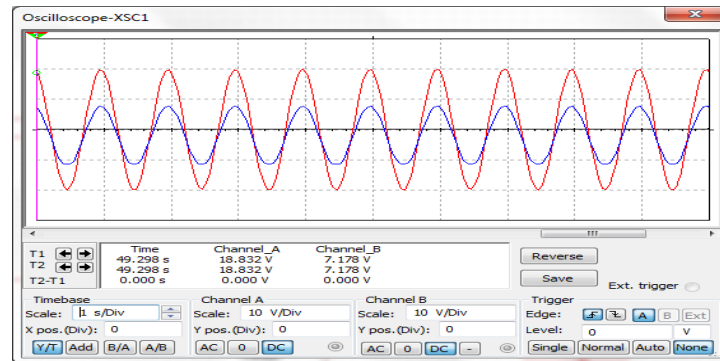 Oscilloscope-XSC1
Time Channel_A Channel_B
T1 49.298 s 18.832 V 7.178 V
T2 49.298 s 18.832 V 7.178 V
T2-T1 0.000 s 0.000 V 0.000 V
Reverse
Save
Ext. trigger
Timebase
Scale: 1 s/Div
X pos.(Div): 0
Y/T Add B/A A/B
Channel A
Scale: 10 V/Div
Y pos.(Div): 0
AC 0 DC
Channel B
Scale: 10 V/Div
Y pos.(Div): 0
AC 0 DC -
Trigger
Edge: A B Ext
Level: 0 V
Single Normal Auto None